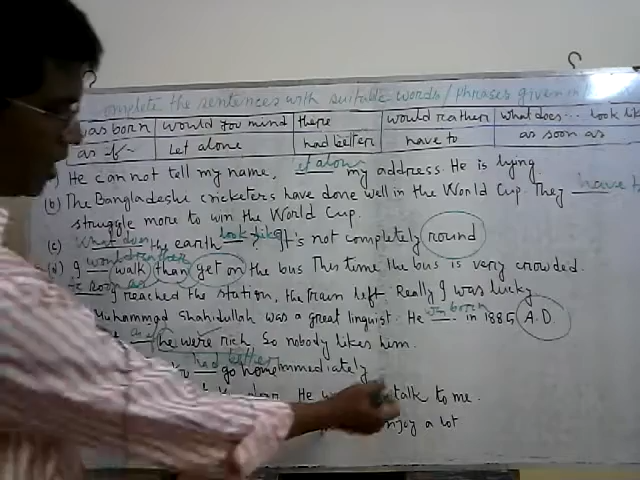 omplete the sentences with suitable words/phrases given in
was born would you mind there would rather what does... look lik
as if let alone had better have to as soon as
) He can not tell my name, let alone my address. He is lying.
(b) The Bangladeshi cricketers have done well in the World Cup. They have t
struggle more to win the World Cup.
(c) What does the earth look like? It's not completely round
(d) I would rather walk than get on the bus This time the bus is very crowded.
as soon as I reached the station, the train left. Really I was lucky
Muhammad Shahidullah was a great linguist. He was born in 1885 A.D.
as if he were rich. So nobody likes him.
had better go home immediately
He talk to me.
enjoy a lot